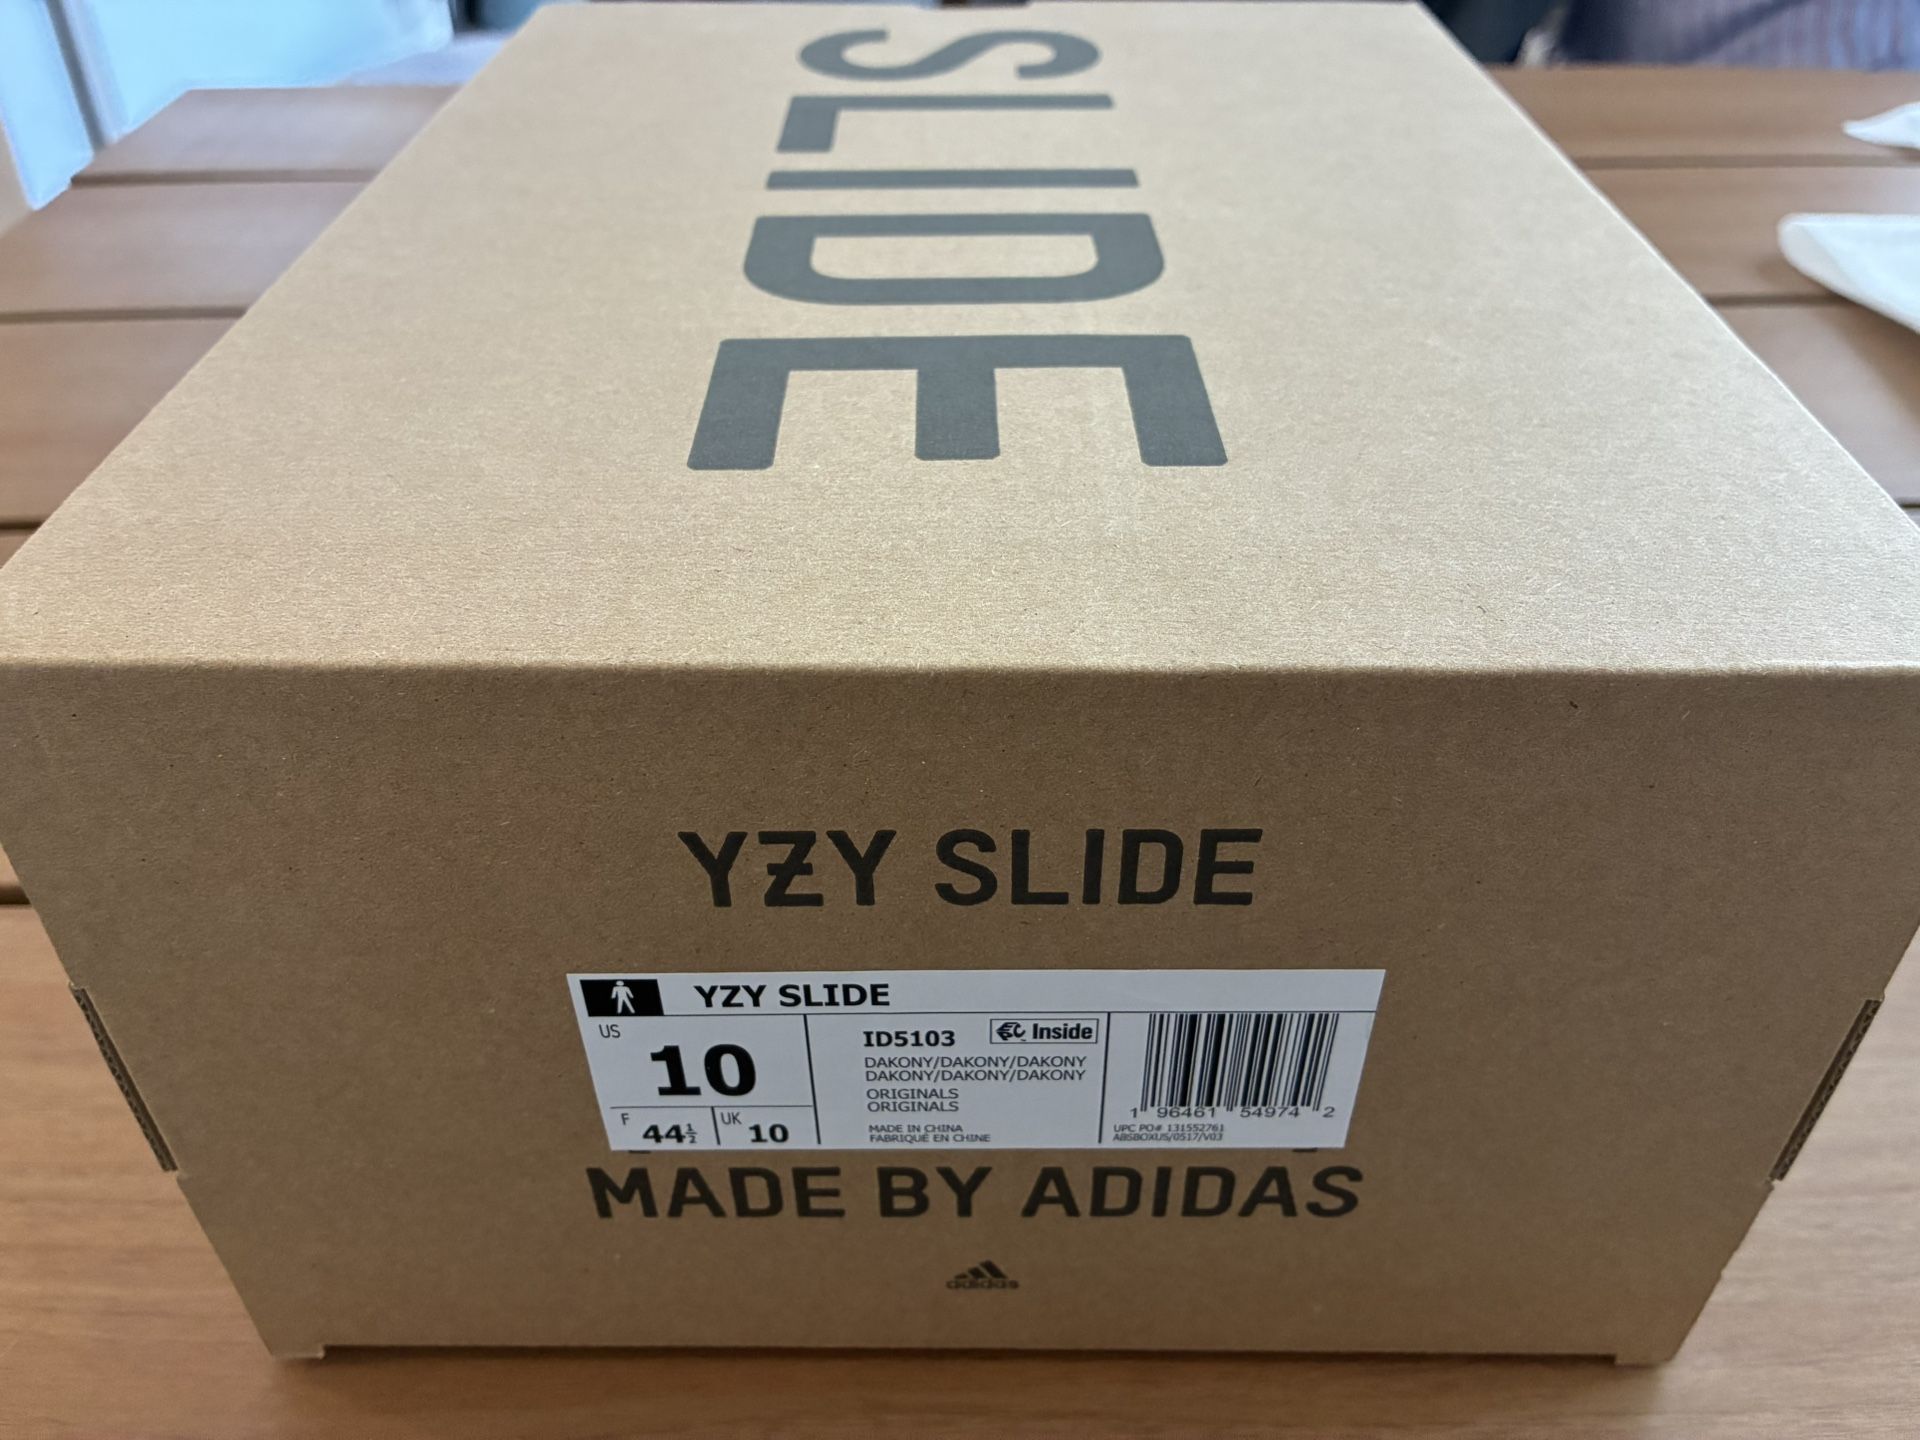 SLIDE
YZY SLIDE
YZY SLIDE
US
10
F 44½
UK 10
ID5103
EC Inside
DAKONY/DAKONY/DAKONY
DAKONY/DAKONY/DAKONY
ORIGINALS
ORIGINALS
MADE IN CHINA
FABRIQUÉ EN CHINE
1 96461 54974 2
UPC PO# 131552761
ABSBOXUS/0517/V03
MADE BY ADIDAS
adidas